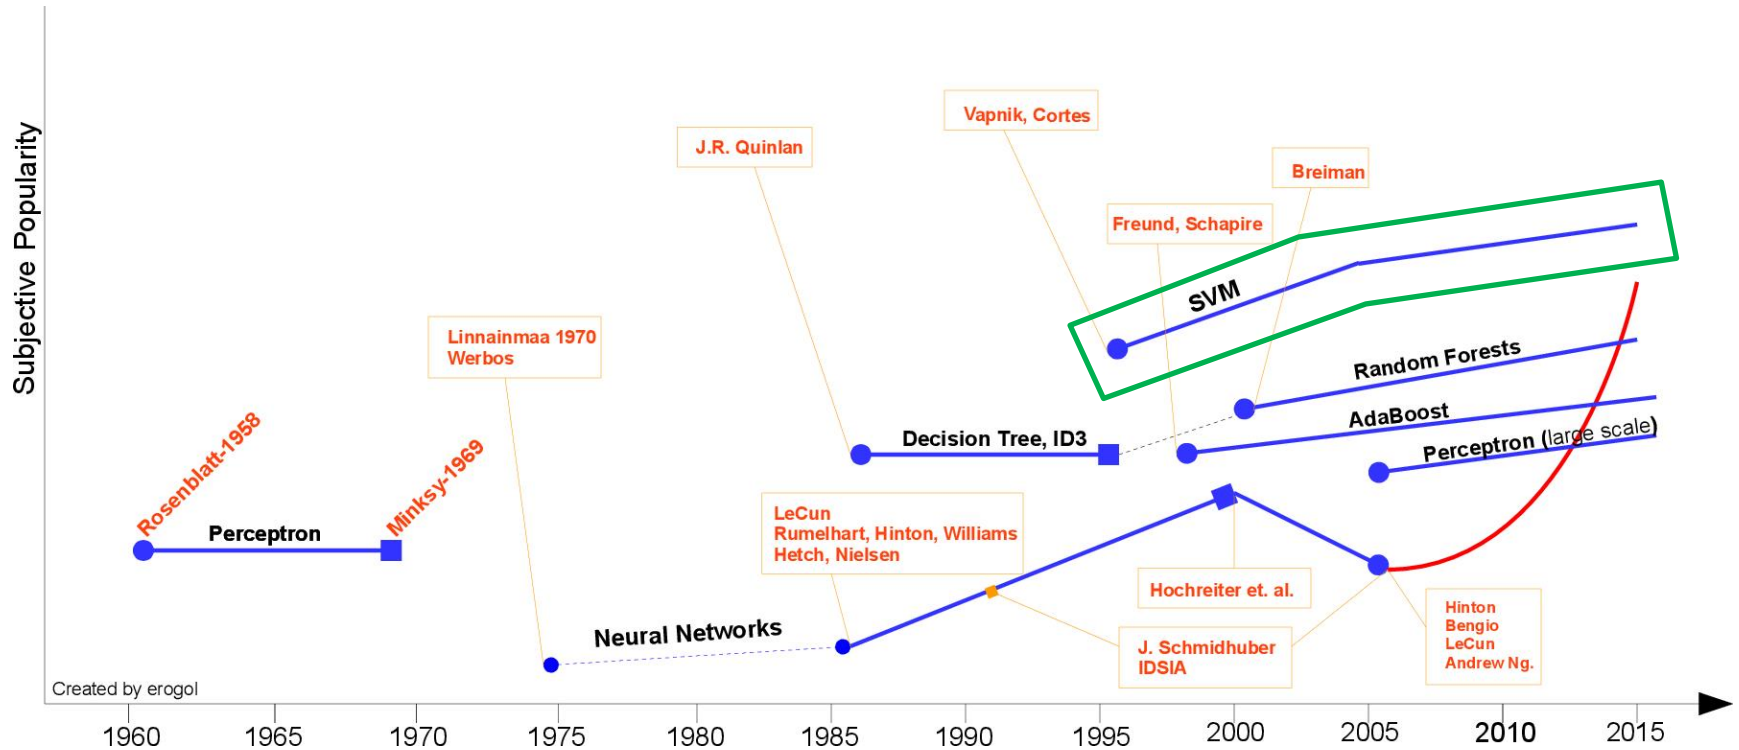 Subjective Popularity
Vapnik, Cortes
J.R. Quinlan
Breiman
Freund, Schapire
SVM
Linnainmaa 1970
Werbos
Random Forests
AdaBoost
Perceptron (large scale)
Decision Tree, ID3
Rosenblatt-1958
Minksy-1969
Perceptron
LeCun
Rumelhart, Hinton, Williams
Hetch, Nielsen
Hochreiter et. al.
Neural Networks
J. Schmidhuber
IDSIA
Hinton
Bengio
LeCun
Andrew Ng.
Created by erogol
1960 1965 1970 1975 1980 1985 1990 1995 2000 2005 2010 2015